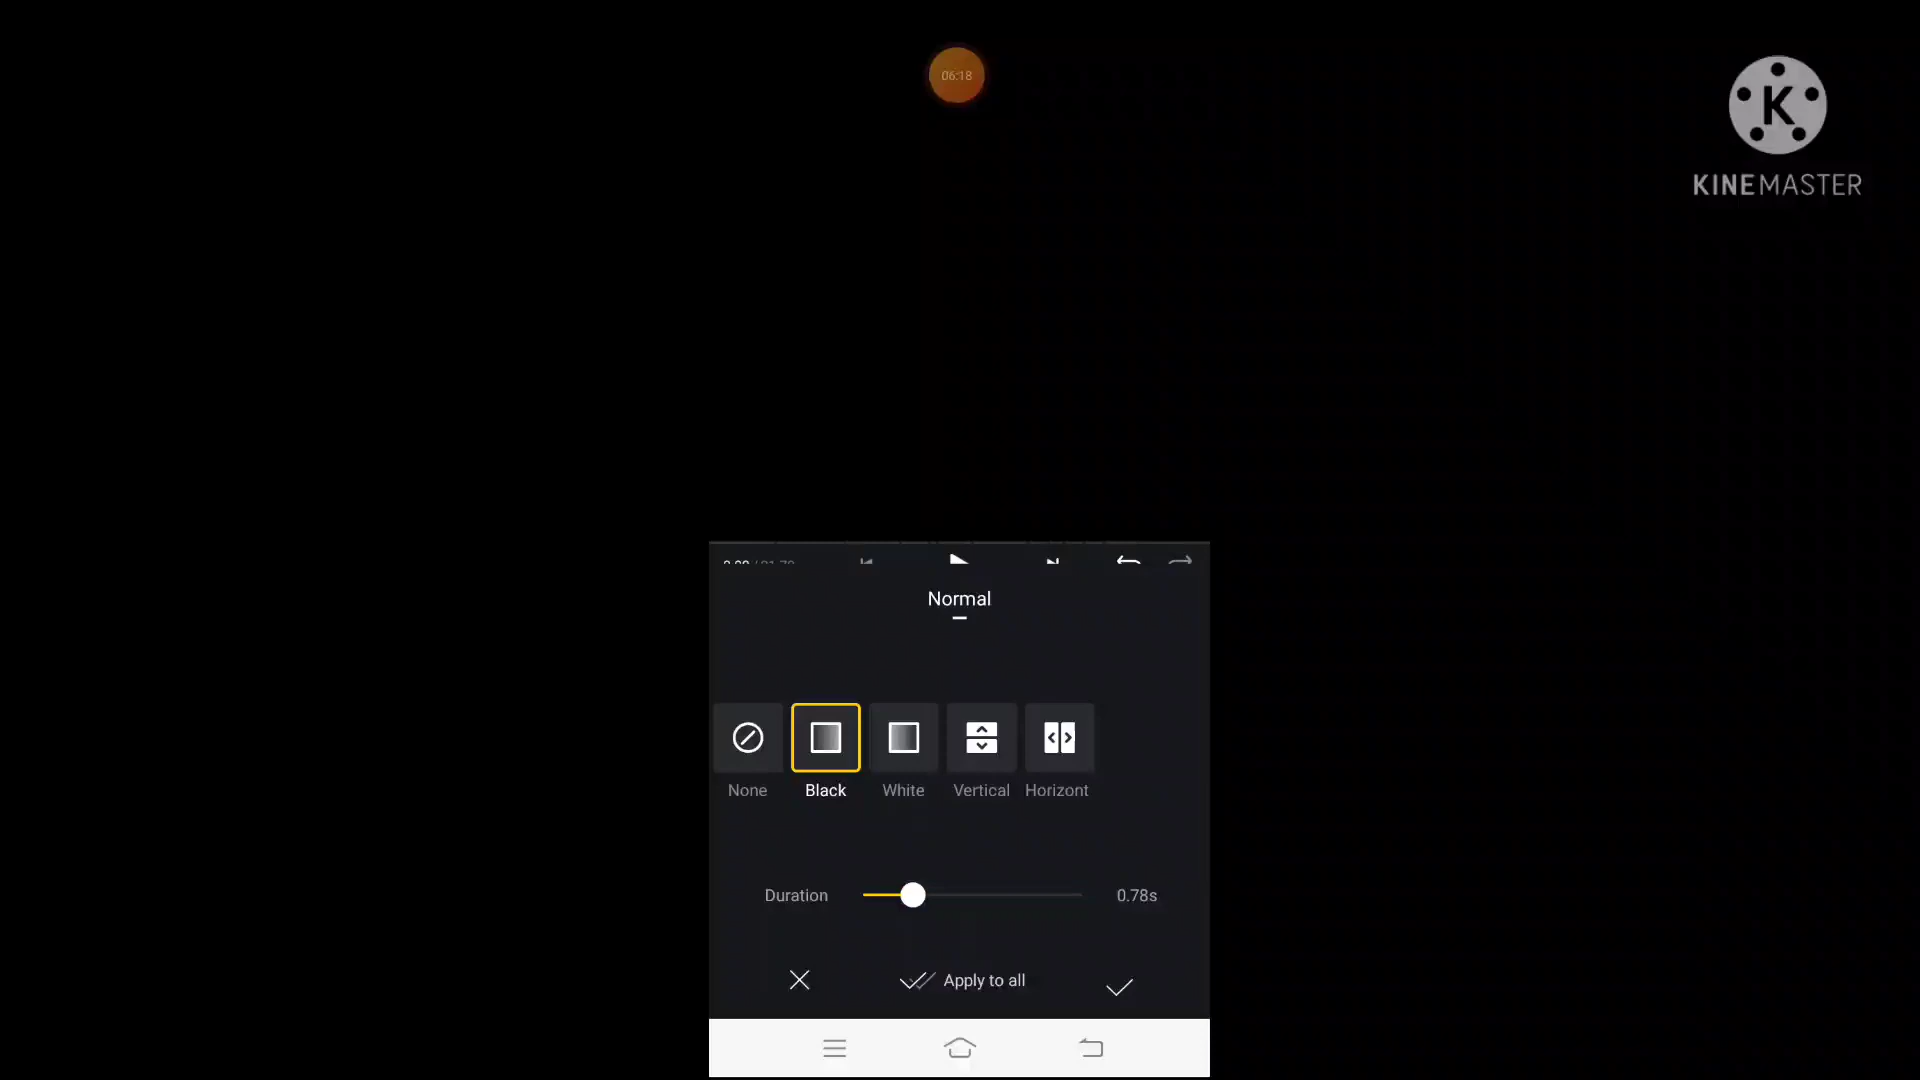 06:18
K
KINEMASTER
Normal
None
Black
White
Vertical
Horizont
Duration
0.78s
Apply to all